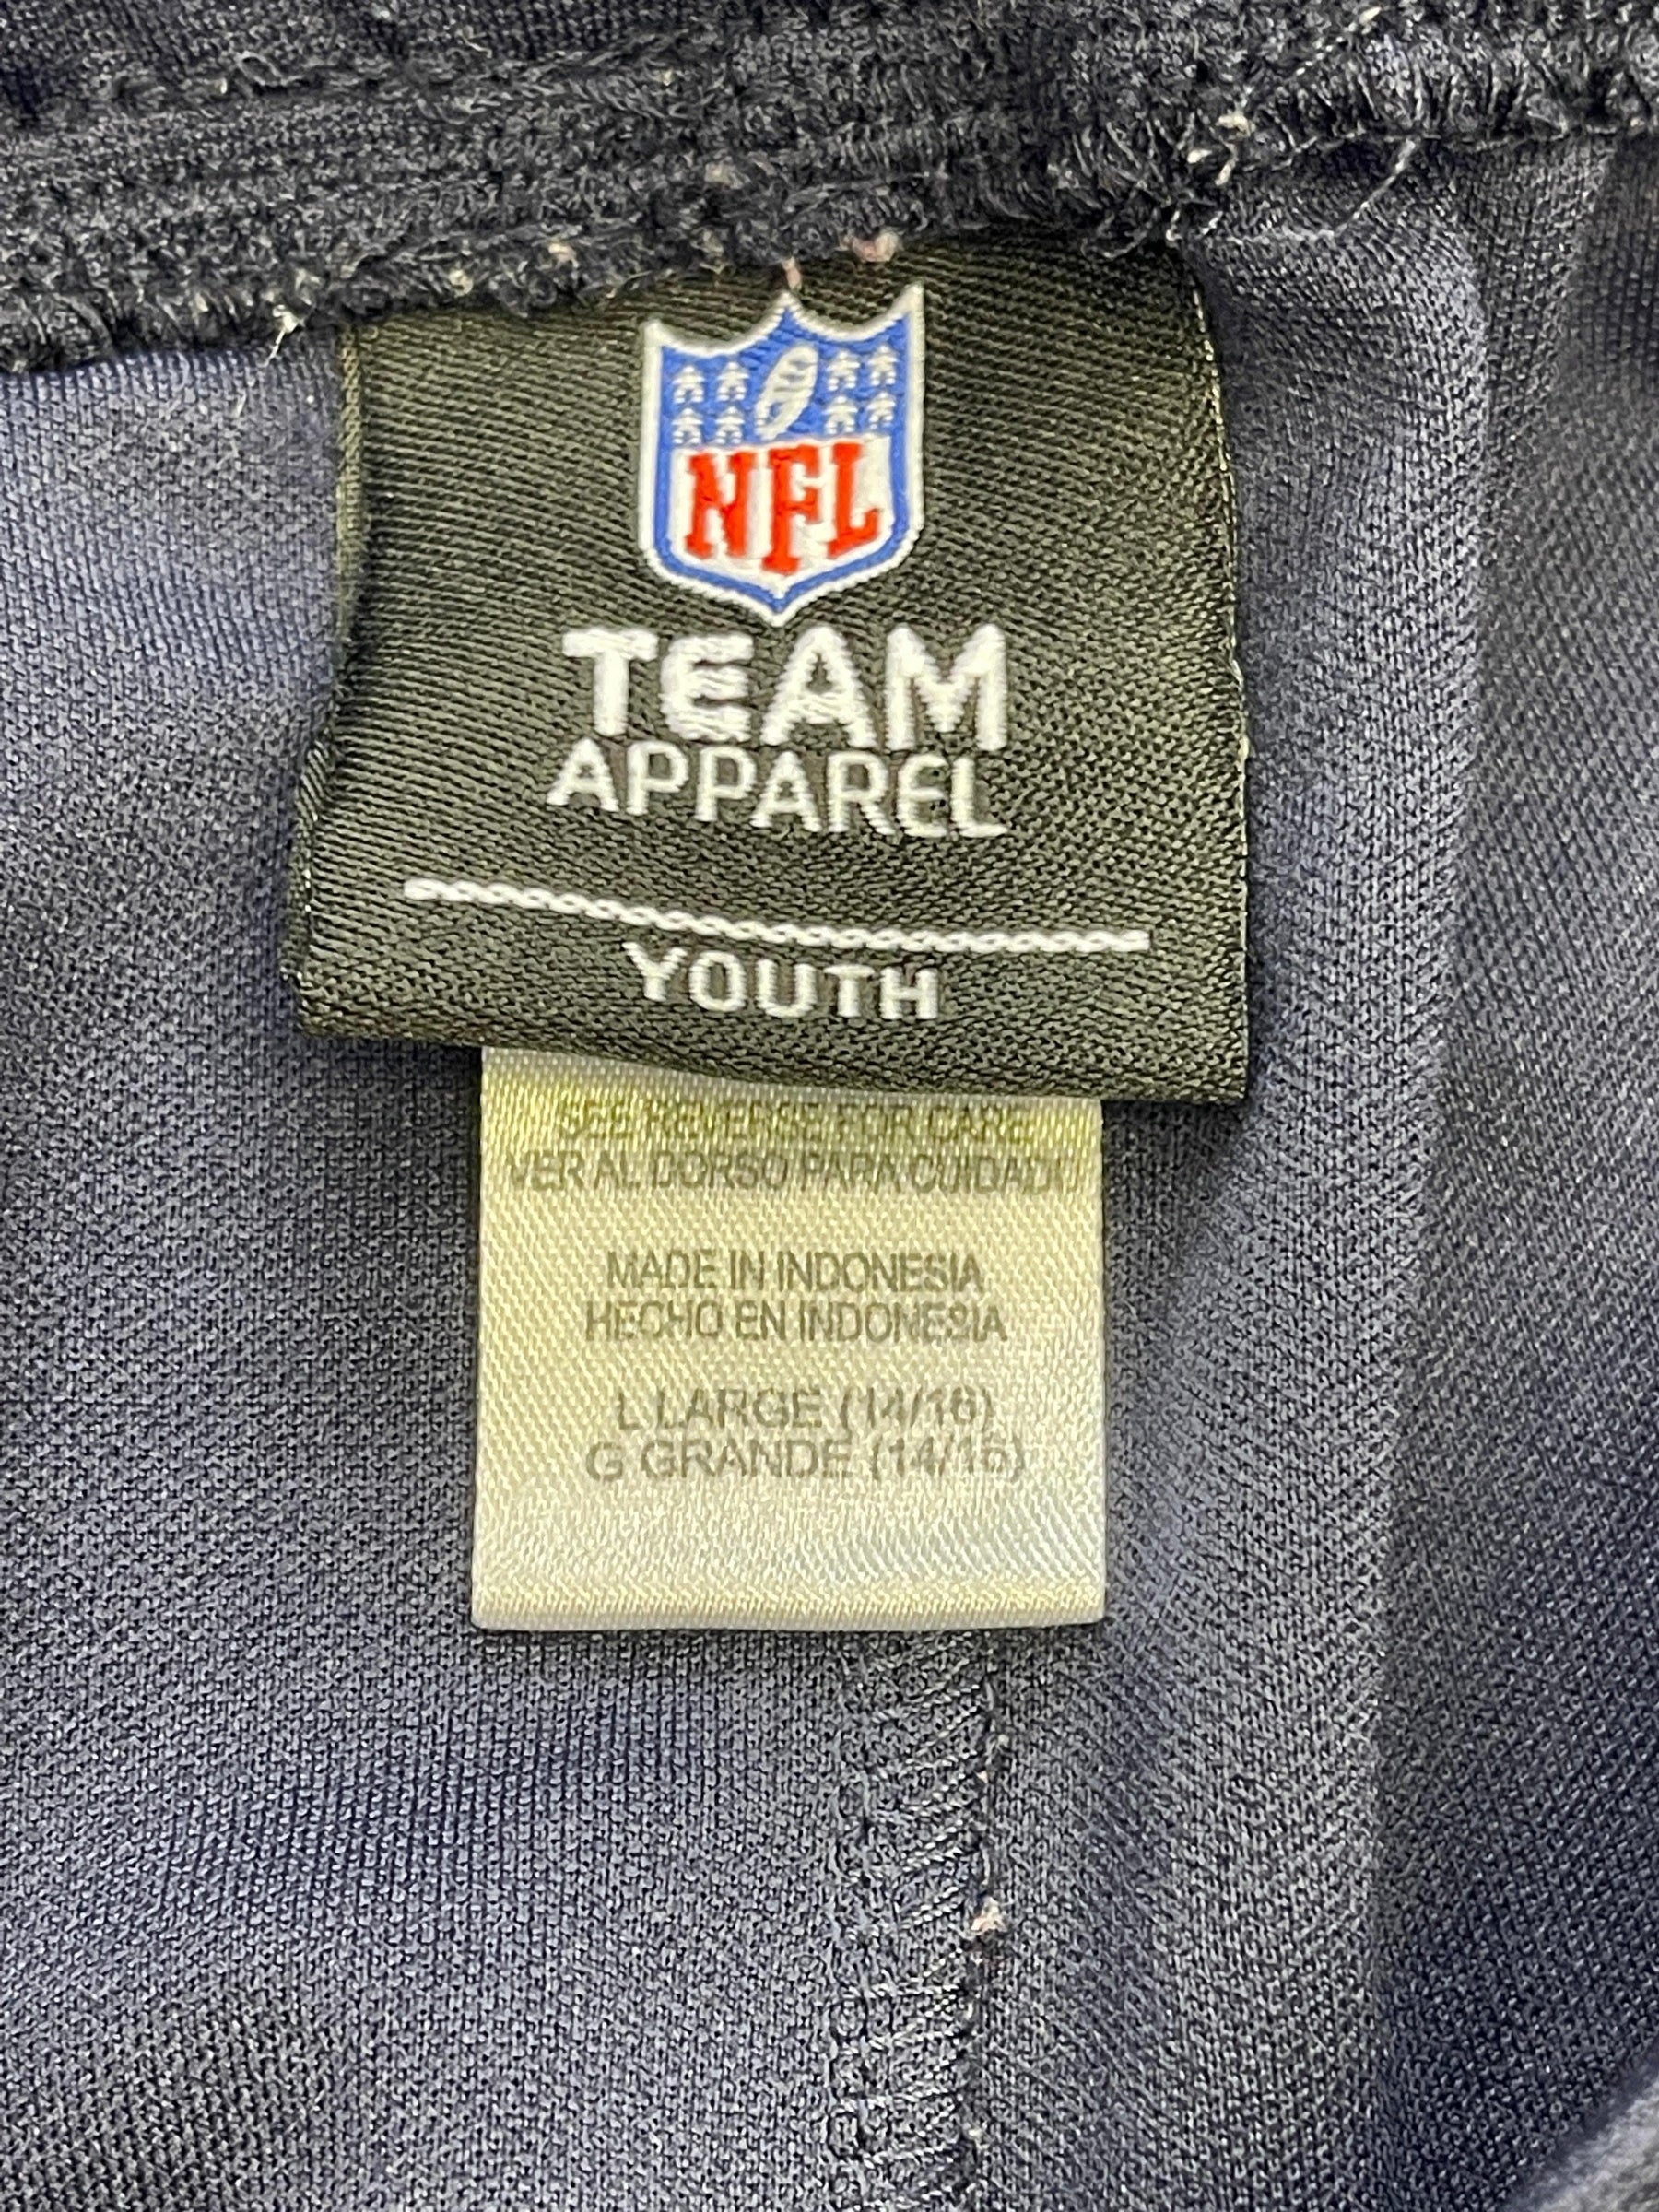 NFL
TEAM
APPAREL
YOUTH
SEE REVERSE FOR CARE
VER AL DORSO PARA CUIDADO
MADE IN INDONESIA
HECHO EN INDONESIA
L LARGE (14/16)
G GRANDE (14/16)